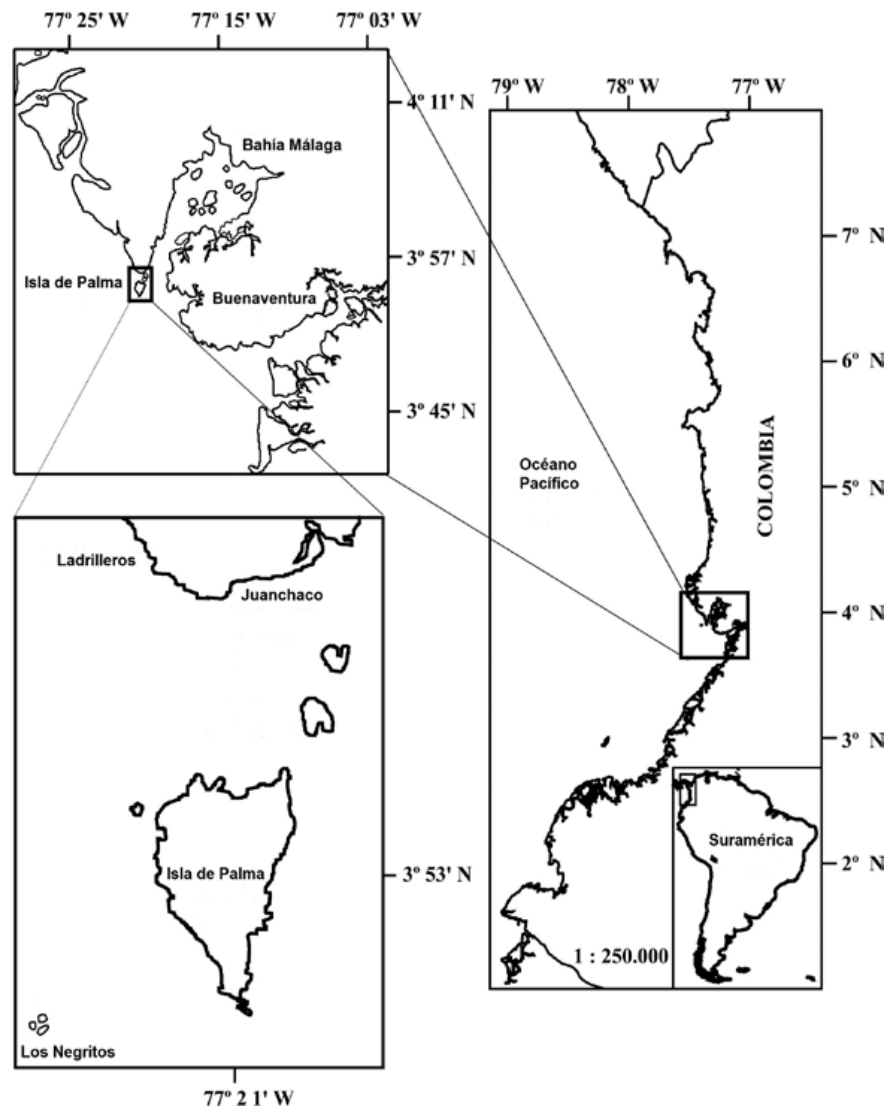 77º 25' W
77º 15' W
77º 03' W
4º 11' N
Bahía Málaga
3º 57' N
Isla de Palma
Buenaventura
3º 45' N
79º W
78º W
77º W
7º N
6º N
Océano
Pacífico
5º N
COLOMBIA
4º N
3º N
Suramérica
2º N
1 : 250.000
Ladrilleros
Juanchaco
Isla de Palma
3º 53' N
Los Negritos
77º 2 1' W